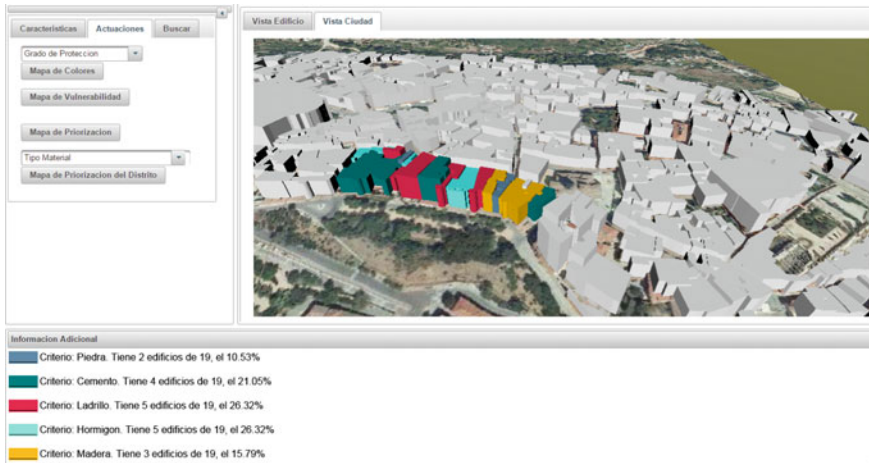 Caracteristicas Actuaciones Buscar
Grado de Proteccion
Mapa de Colores
Mapa de Vulnerabilidad
Mapa de Priorizacion
Tipo Material
Mapa de Priorizacion del Distrito
Vista Edificio Vista Ciudad
Informacion Adicional
Criterio: Piedra. Tiene 2 edificios de 19, el 10.53%
Criterio: Cemento. Tiene 4 edificios de 19, el 21.05%
Criterio: Ladrillo. Tiene 5 edificios de 19, el 26.32%
Criterio: Hormigon. Tiene 5 edificios de 19, el 26.32%
Criterio: Madera. Tiene 3 edificios de 19, el 15.79%